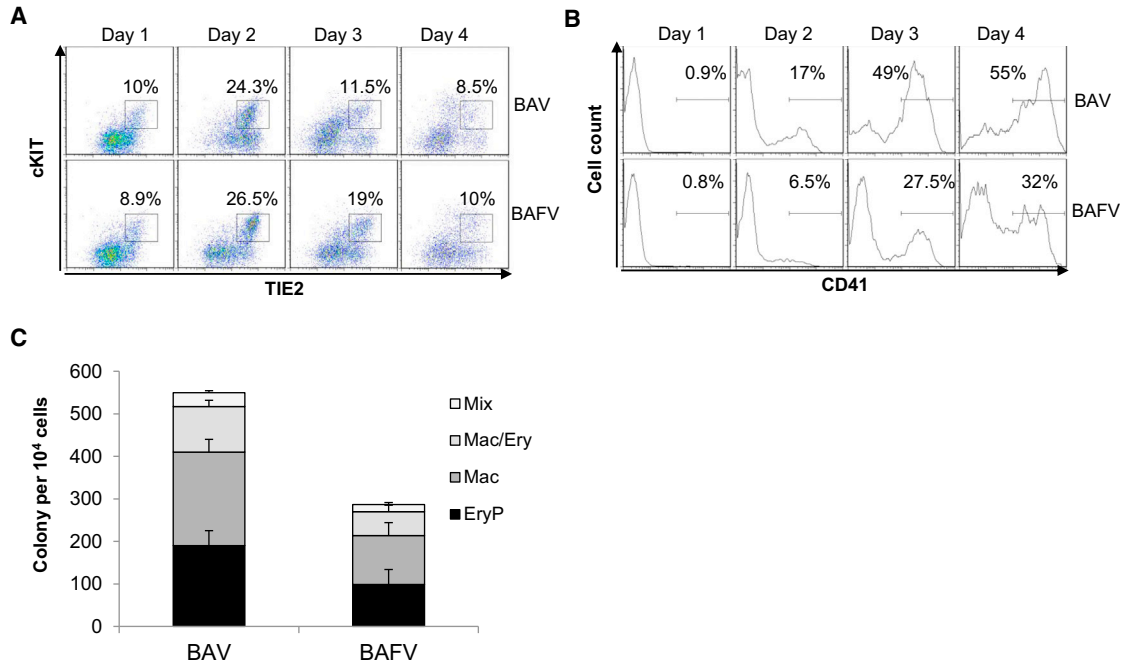 A
Day 1 Day 2 Day 3 Day 4
10% 24.3% 11.5% 8.5%
BAV
8.9% 26.5% 19% 10%
BAFV
cKIT
TIE2
B
Day 1 Day 2 Day 3 Day 4
0.9% 17% 49% 55%
BAV
0.8% 6.5% 27.5% 32%
BAFV
Cell count
CD41
C
Colony per 10⁴ cells
600
500
400
300
200
100
0
BAV BAFV
Mix
Mac/Ery
Mac
EryP